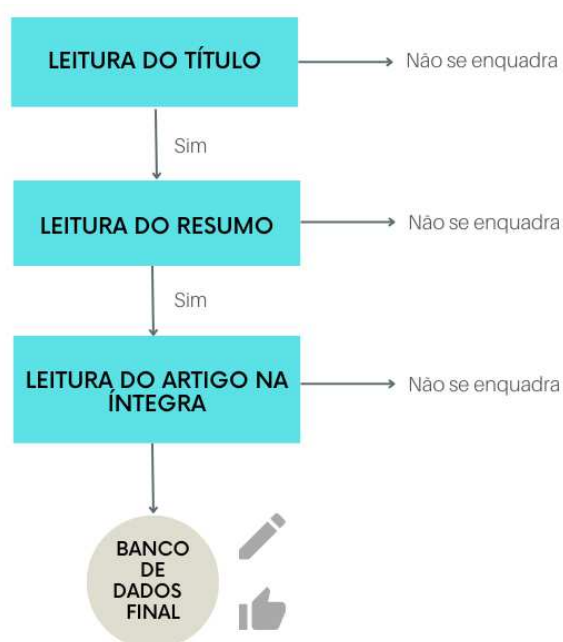 LEITURA DO TÍTULO
Não se enquadra
Sim
LEITURA DO RESUMO
Não se enquadra
Sim
LEITURA DO ARTIGO NA
ÍNTEGRA
Não se enquadra
BANCO
DE
DADOS
FINAL